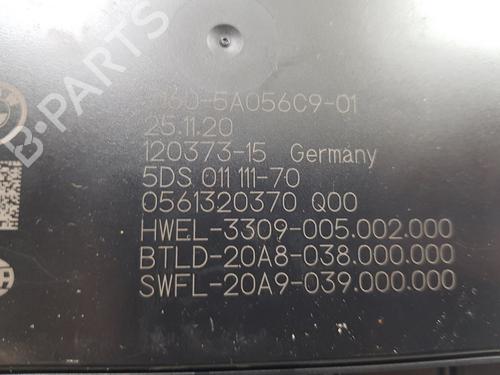 5A056C9-01
25.11.20
120373-15 Germany
5DS 011 111-70
0561320370 Q00
HWEL-3309-005.002.000
BTLD-20A8-038.000.000
SWFL-20A9-039.000.000
B-PARTS